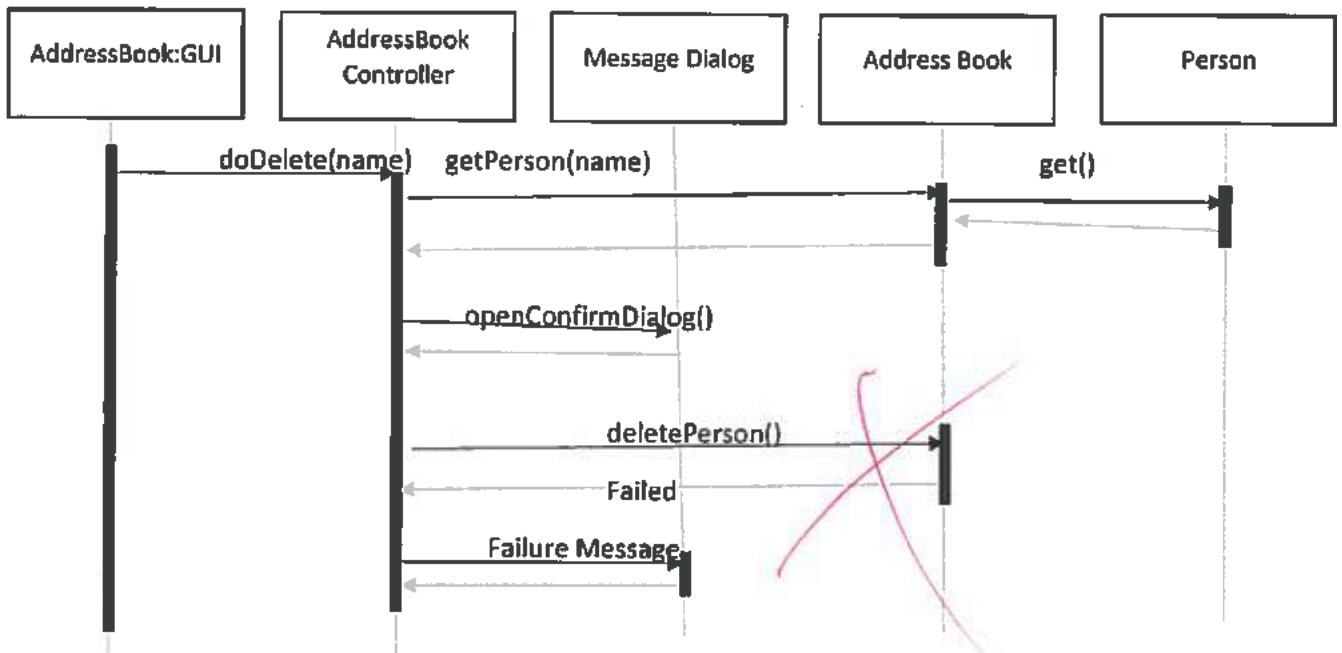 AddressBook:GUI
AddressBook
Controller
Message Dialog
Address Book
Person
doDelete(name)
getPerson(name)
get()
openConfirmDialog()
deletePerson()
Failed
Failure Message